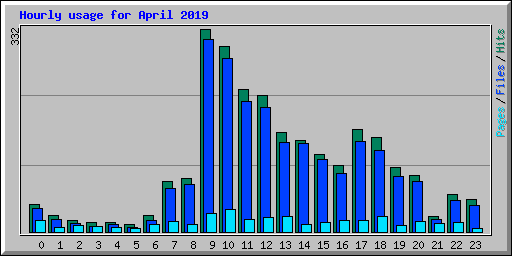 Hourly usage for April 2019
332
Pages/Files/Hits
0 1 2 3 4 5 6 7 8 9 10 11 12 13 14 15 16 17 18 19 20 21 22 23